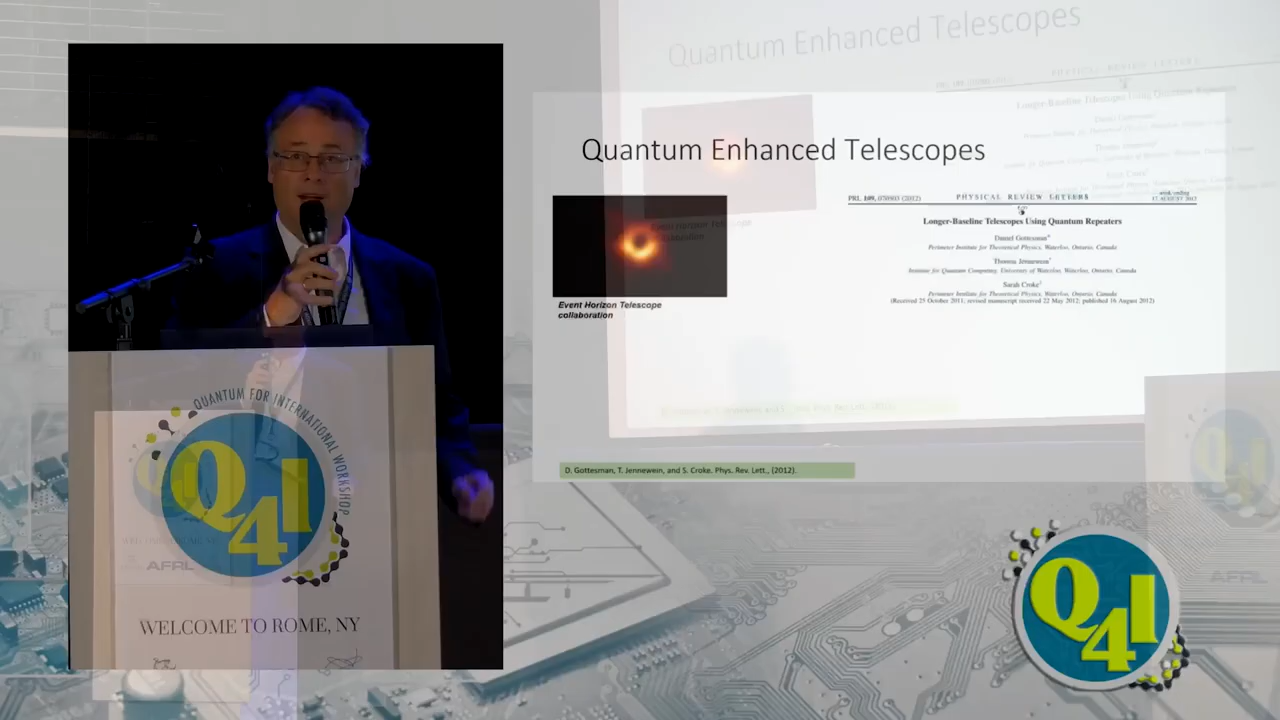 Quantum Enhanced Telescopes
Quantum Enhanced Telescopes
PRL 109, 070503 (2012) PHYSICAL REVIEW LETTERS week ending 17 AUGUST 2012
Longer-Baseline Telescopes Using Quantum Repeaters
Daniel Gottesman*
Perimeter Institute for Theoretical Physics, Waterloo, Ontario, Canada
Thomas Jennewein†
Institute for Quantum Computing, University of Waterloo, Waterloo, Ontario, Canada
Sarah Croke‡
Perimeter Institute for Theoretical Physics, Waterloo, Ontario, Canada
(Received 25 October 2011; revised manuscript received 22 May 2012; published 16 August 2012)
Event Horizon Telescope
collaboration
D. Gottesman, T. Jennewein, and S. Croke. Phys. Rev. Lett., (2012).
QUANTUM FOR INTERNATIONAL WORKSHOP
Q4I
AFRL
WELCOME TO ROME, NY
Q4I
AFRL